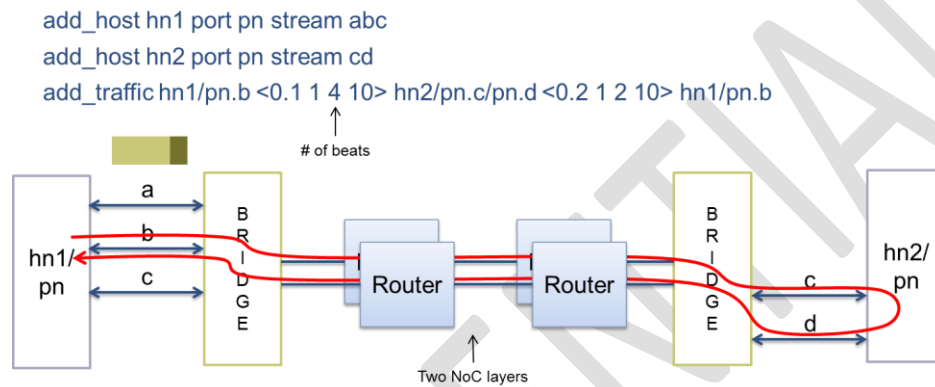 add_host hn1 port pn stream abc
add_host hn2 port pn stream cd
add_traffic hn1/pn.b <0.1 1 4 10> hn2/pn.c/pn.d <0.2 1 2 10> hn1/pn.b
# of beats
a
b
c
hn1/
pn
B
R
I
D
G
E
Router
Router
B
R
I
D
G
E
c
d
hn2/
pn
Two NoC layers